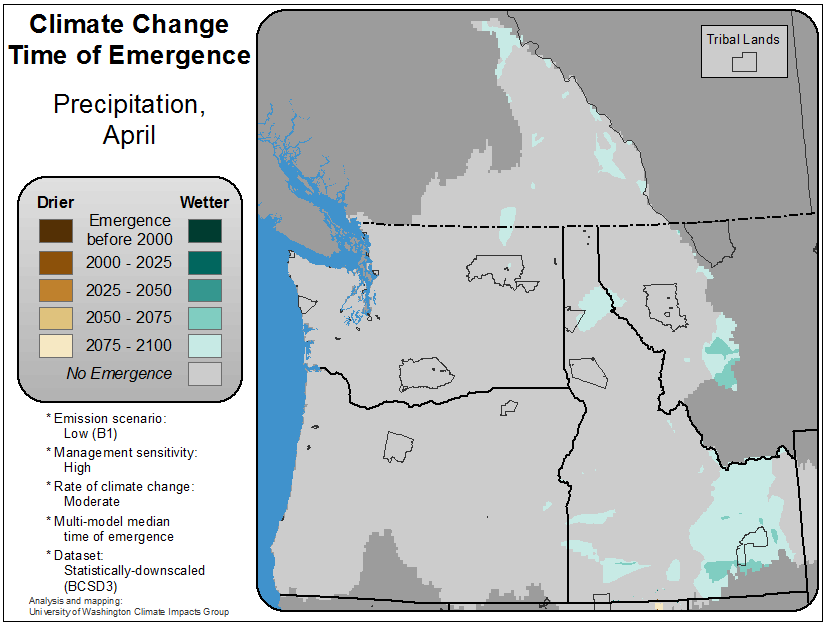 Climate Change
Time of Emergence
Precipitation,
April
Drier
Wetter
Emergence
before 2000
2000 - 2025
2025 - 2050
2050 - 2075
2075 - 2100
No Emergence
* Emission scenario:
Low (B1)
* Management sensitivity:
High
* Rate of climate change:
Moderate
* Multi-model median
time of emergence
* Dataset:
Statistically-downscaled
(BCSD3)
Analysis and mapping:
University of Washington Climate Impacts Group
Tribal Lands